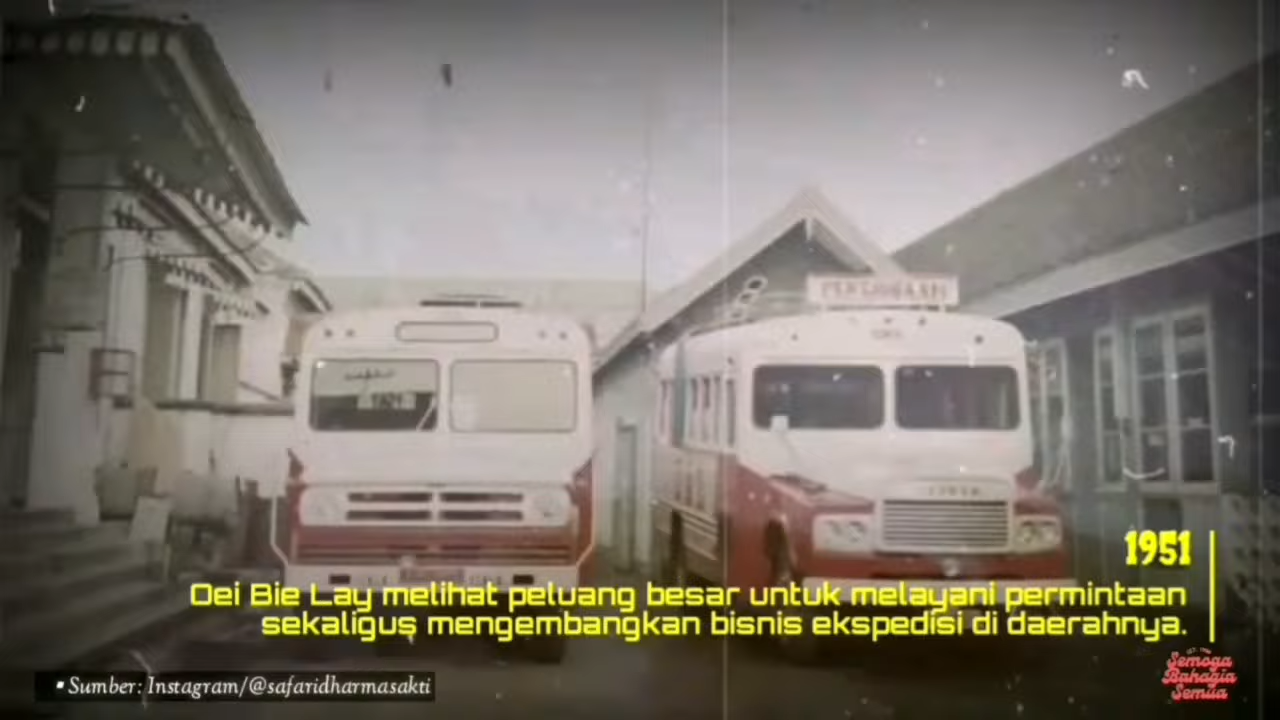 1951
Oei Bie Lay melihat peluang besar untuk melayani permintaan
sekaligus mengembangkan bisnis ekspedisi di daerahnya.
▪ Sumber: Instagram/@safaridharmasakti
Semoga
Bahagia
Semua